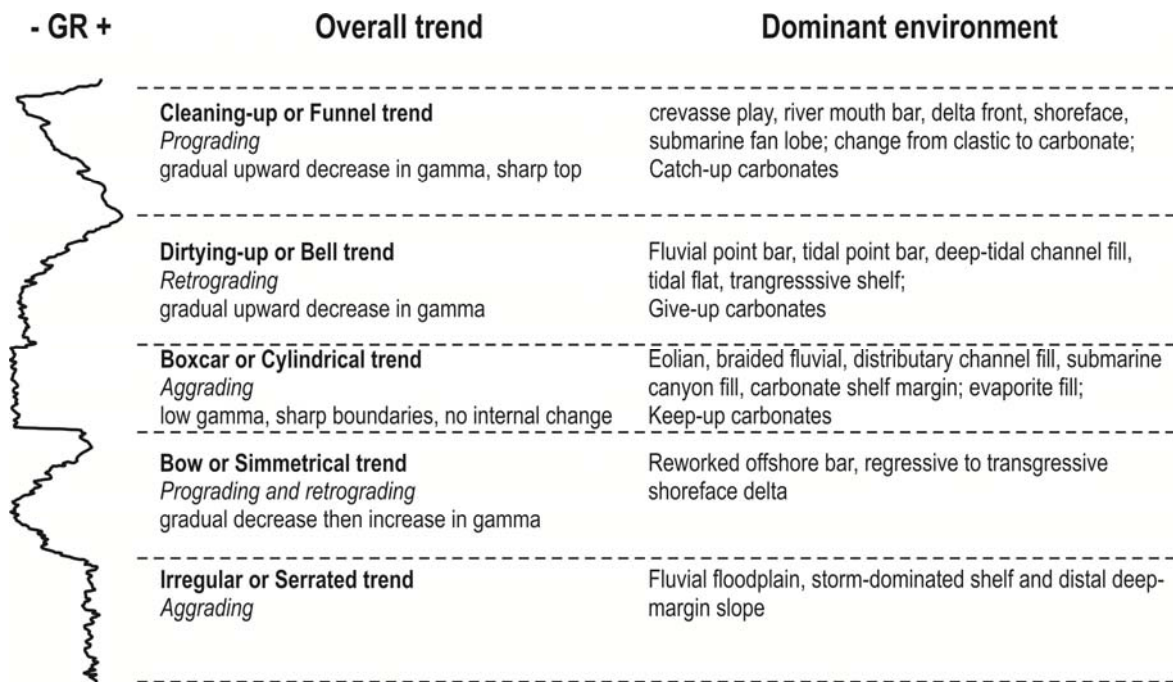 - GR +
Overall trend
Dominant environment
Cleaning-up or Funnel trend
Prograding
gradual upward decrease in gamma, sharp top
crevasse play, river mouth bar, delta front, shoreface,
submarine fan lobe; change from clastic to carbonate;
Catch-up carbonates
Dirtying-up or Bell trend
Retrograding
gradual upward decrease in gamma
Fluvial point bar, tidal point bar, deep-tidal channel fill,
tidal flat, trangresssive shelf;
Give-up carbonates
Boxcar or Cylindrical trend
Aggrading
low gamma, sharp boundaries, no internal change
Eolian, braided fluvial, distributary channel fill, submarine
canyon fill, carbonate shelf margin; evaporite fill;
Keep-up carbonates
Bow or Simmetrical trend
Prograding and retrograding
gradual decrease then increase in gamma
Reworked offshore bar, regressive to transgressive
shoreface delta
Irregular or Serrated trend
Aggrading
Fluvial floodplain, storm-dominated shelf and distal deep-
margin slope